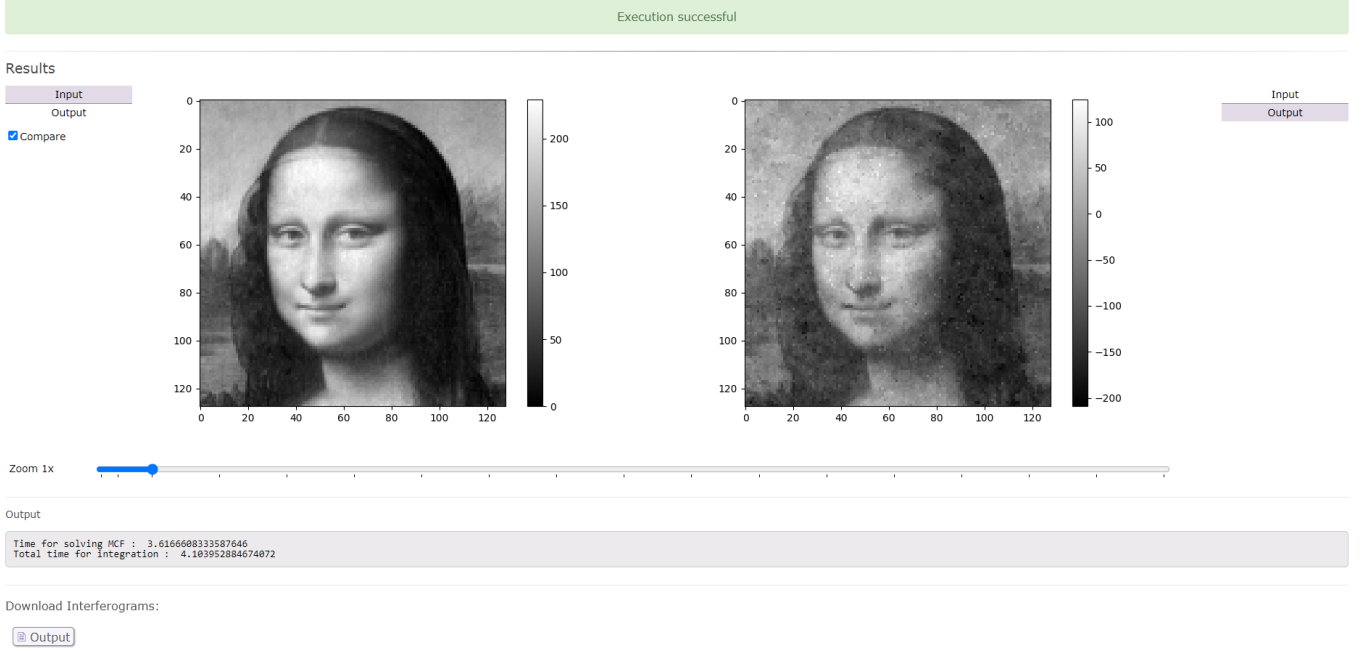 Execution successful
Results
Input
Output
Compare
0
20
40
60
80
100
120
0 20 40 60 80 100 120
200
150
100
50
0
0
20
40
60
80
100
120
0 20 40 60 80 100 120
100
50
0
−50
−100
−150
−200
Input
Output
Zoom 1x
Output
Time for solving MCF :  3.6166608333587646
Total time for integration :  4.103952884674072
Download Interferograms:
Output